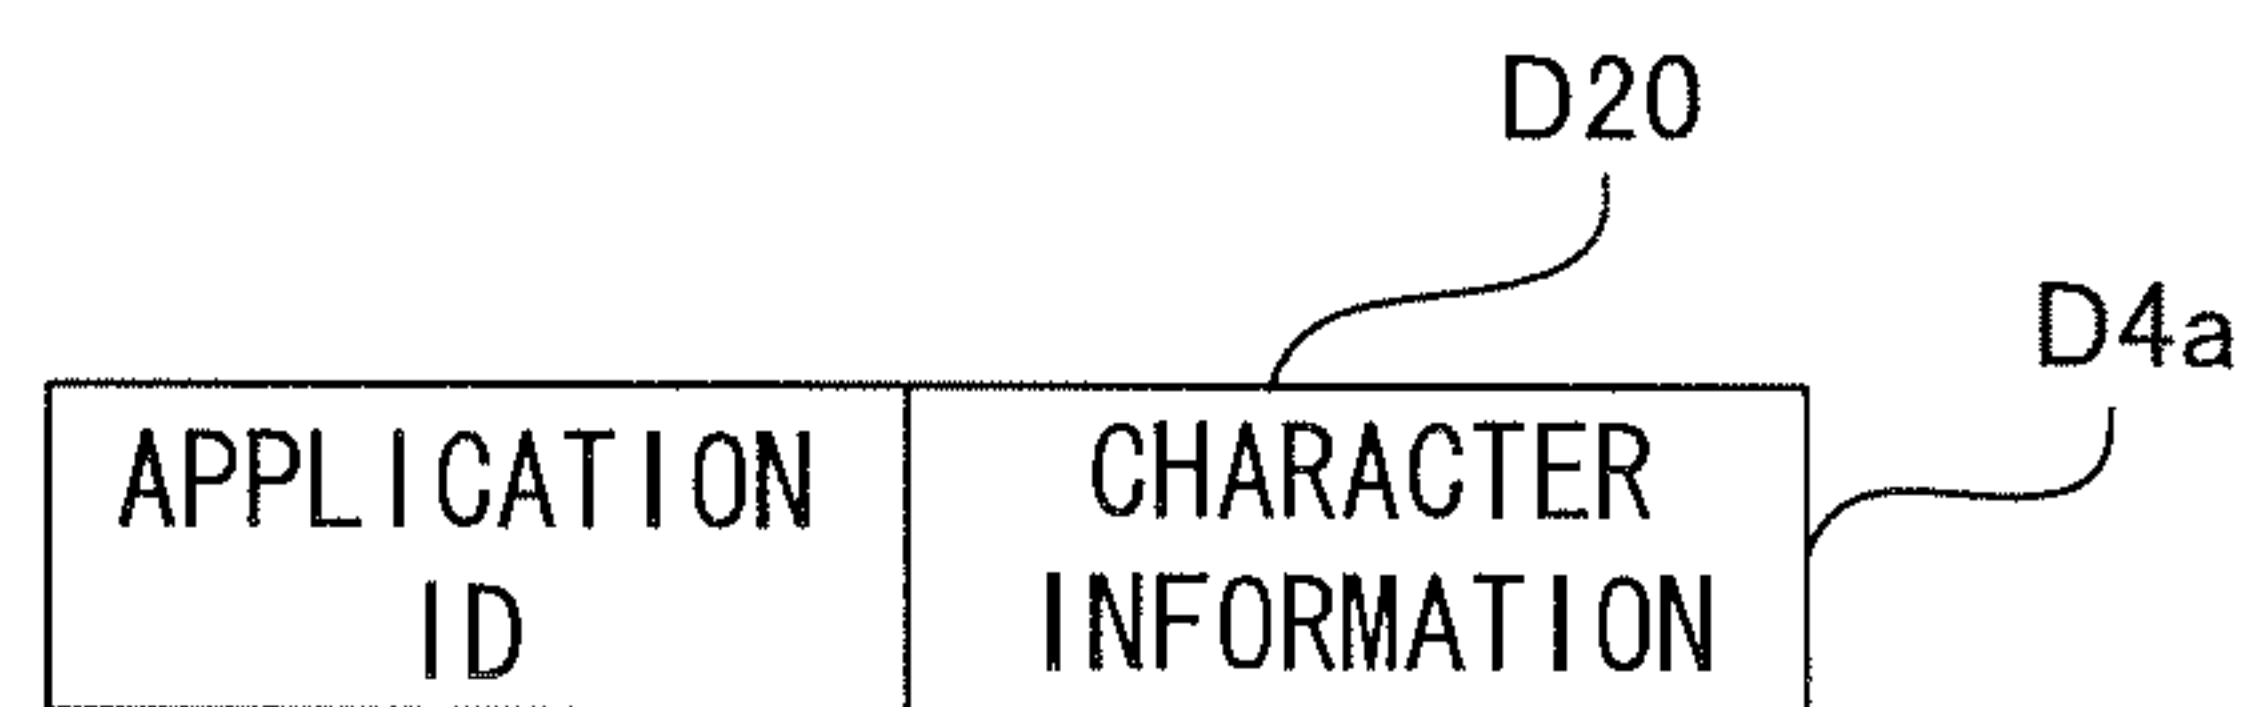 D20
D4a
APPLICATION
ID
CHARACTER
INFORMATION